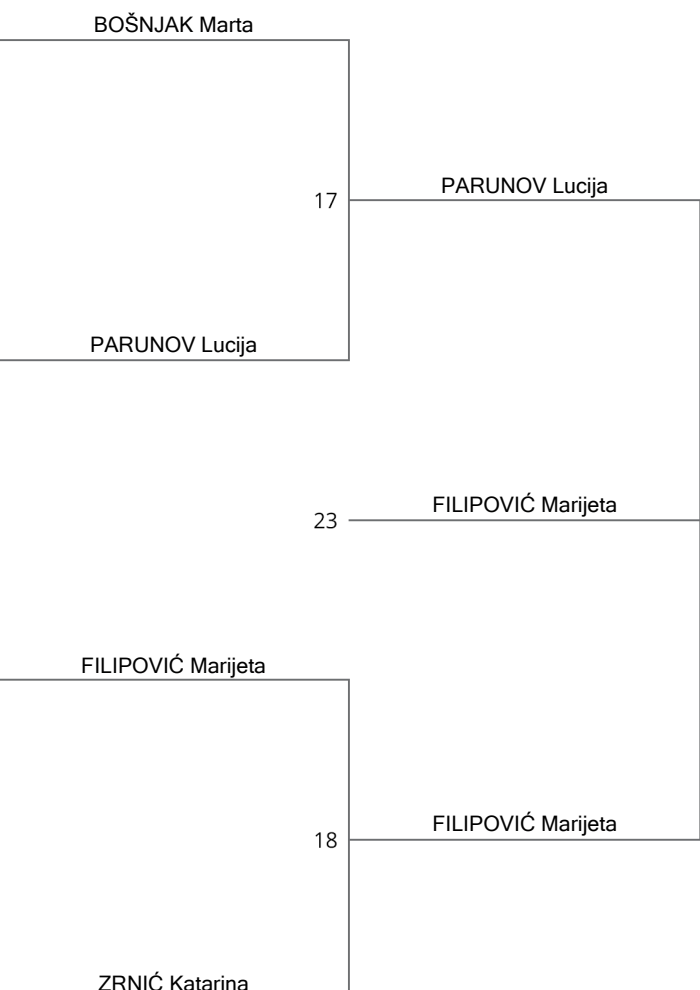 BOŠNJAK Marta
17
PARUNOV Lucija
PARUNOV Lucija
23
FILIPOVIĆ Marijeta
FILIPOVIĆ Marijeta
18
FILIPOVIĆ Marijeta
ZRNIĆ Katarina